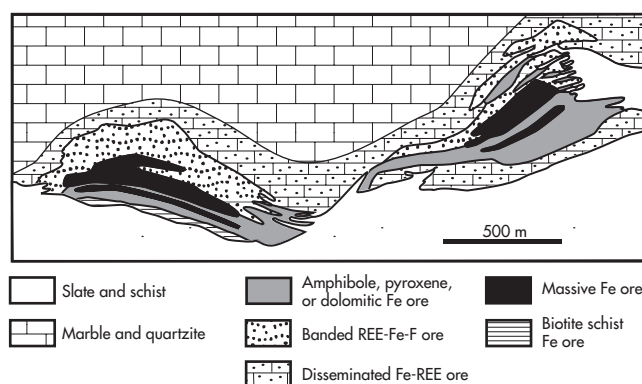 500 m
Slate and schist
Amphibole, pyroxene,
or dolomitic Fe ore
Massive Fe ore
Marble and quartzite
Banded REE-Fe-F ore
Biotite schist
Fe ore
Disseminated Fe-REE ore